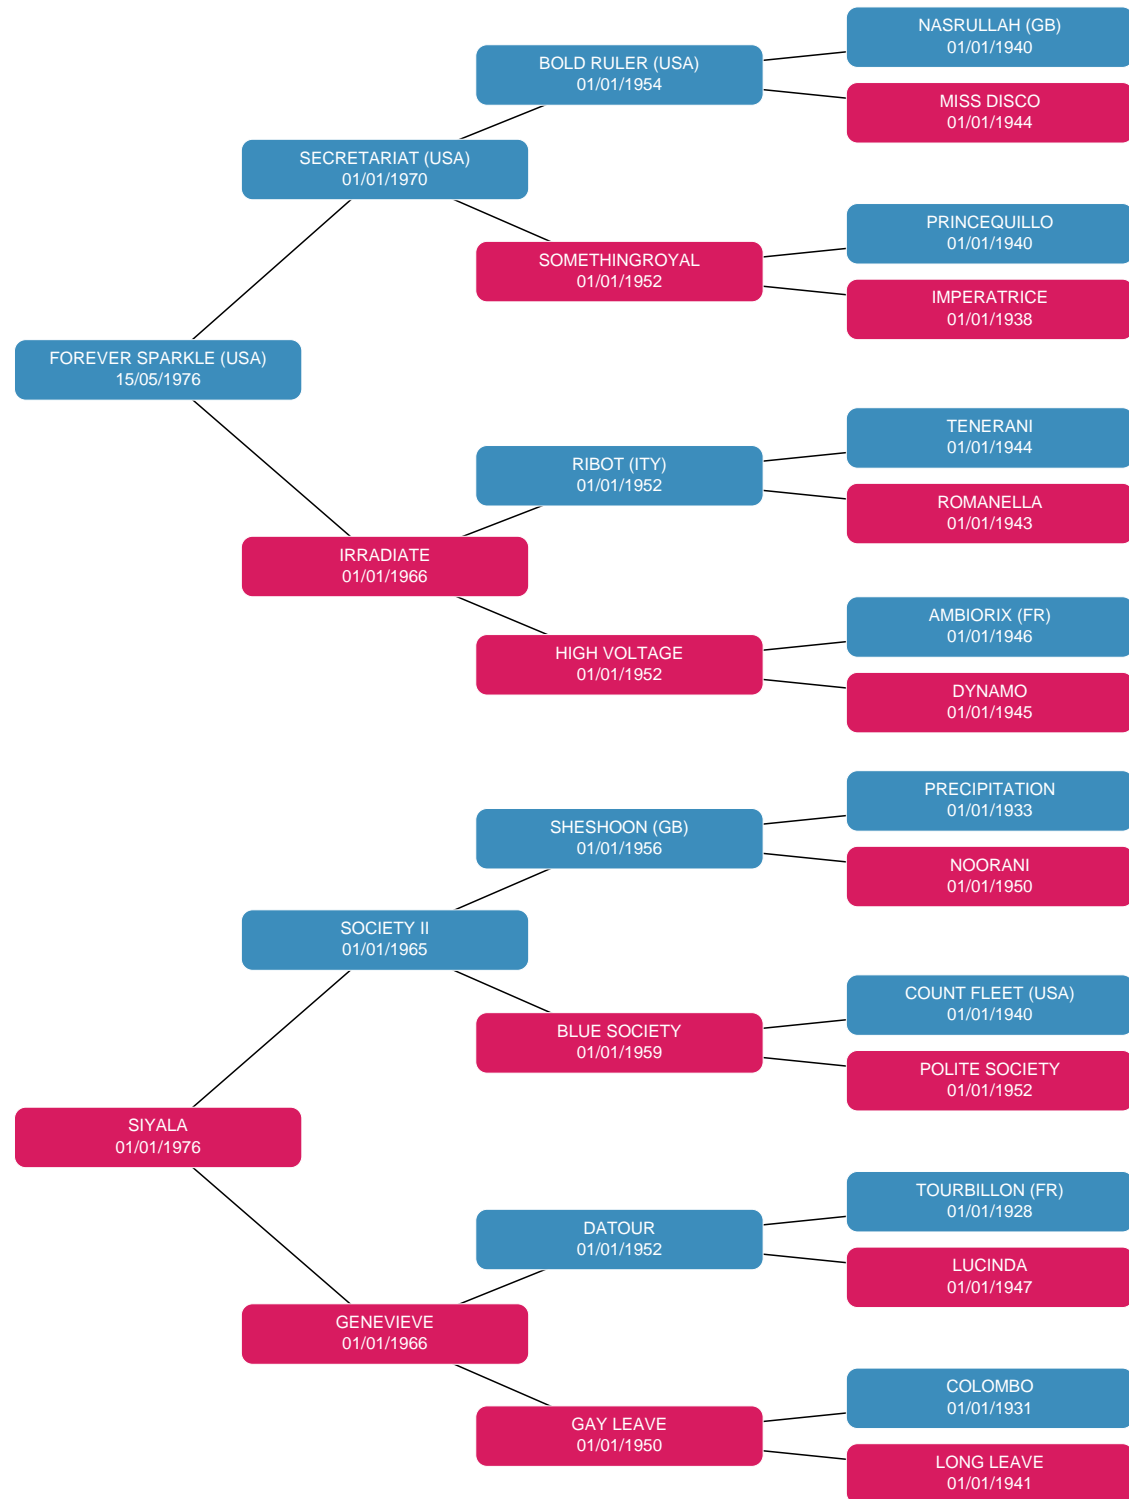 NASRULLAH (GB)
01/01/1940
BOLD RULER (USA)
01/01/1954
MISS DISCO
01/01/1944
SECRETARIAT (USA)
01/01/1970
PRINCEQUILLO
01/01/1940
SOMETHINGROYAL
01/01/1952
IMPERATRICE
01/01/1938
FOREVER SPARKLE (USA)
15/05/1976
TENERANI
01/01/1944
RIBOT (ITY)
01/01/1952
ROMANELLA
01/01/1943
IRRADIATE
01/01/1966
AMBIORIX (FR)
01/01/1946
HIGH VOLTAGE
01/01/1952
DYNAMO
01/01/1945
PRECIPITATION
01/01/1933
SHESHOON (GB)
01/01/1956
NOORANI
01/01/1950
SOCIETY II
01/01/1965
COUNT FLEET (USA)
01/01/1940
BLUE SOCIETY
01/01/1959
POLITE SOCIETY
01/01/1952
SIYALA
01/01/1976
TOURBILLON (FR)
01/01/1928
DATOUR
01/01/1952
LUCINDA
01/01/1947
GENEVIEVE
01/01/1966
COLOMBO
01/01/1931
GAY LEAVE
01/01/1950
LONG LEAVE
01/01/1941